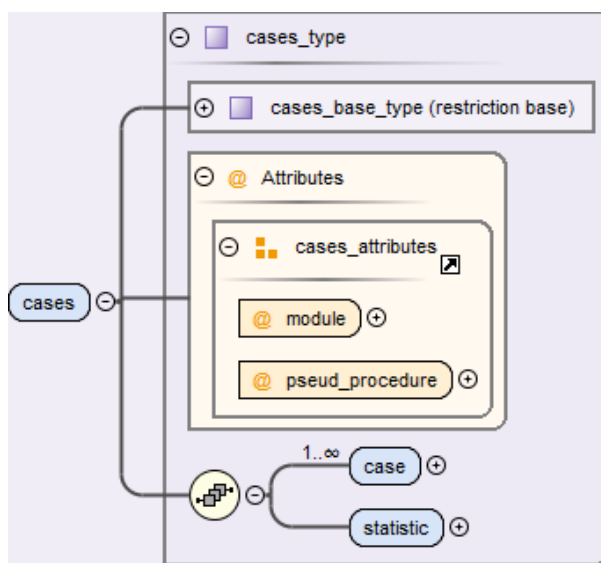 cases_type
cases_base_type (restriction base)
@ Attributes
cases_attributes
cases
@ module
@ pseud_procedure
1..∞
case
statistic